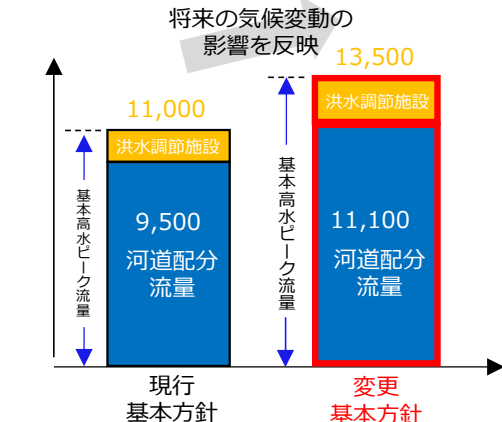 将来の気候変動の
影響を反映
13,500
11,000
洪水調節施設
洪水調節施設
基本高水ピーク流量
基本高水ピーク流量
9,500
河道配分
流量
11,100
河道配分
流量
現行
基本方針
変更
基本方針